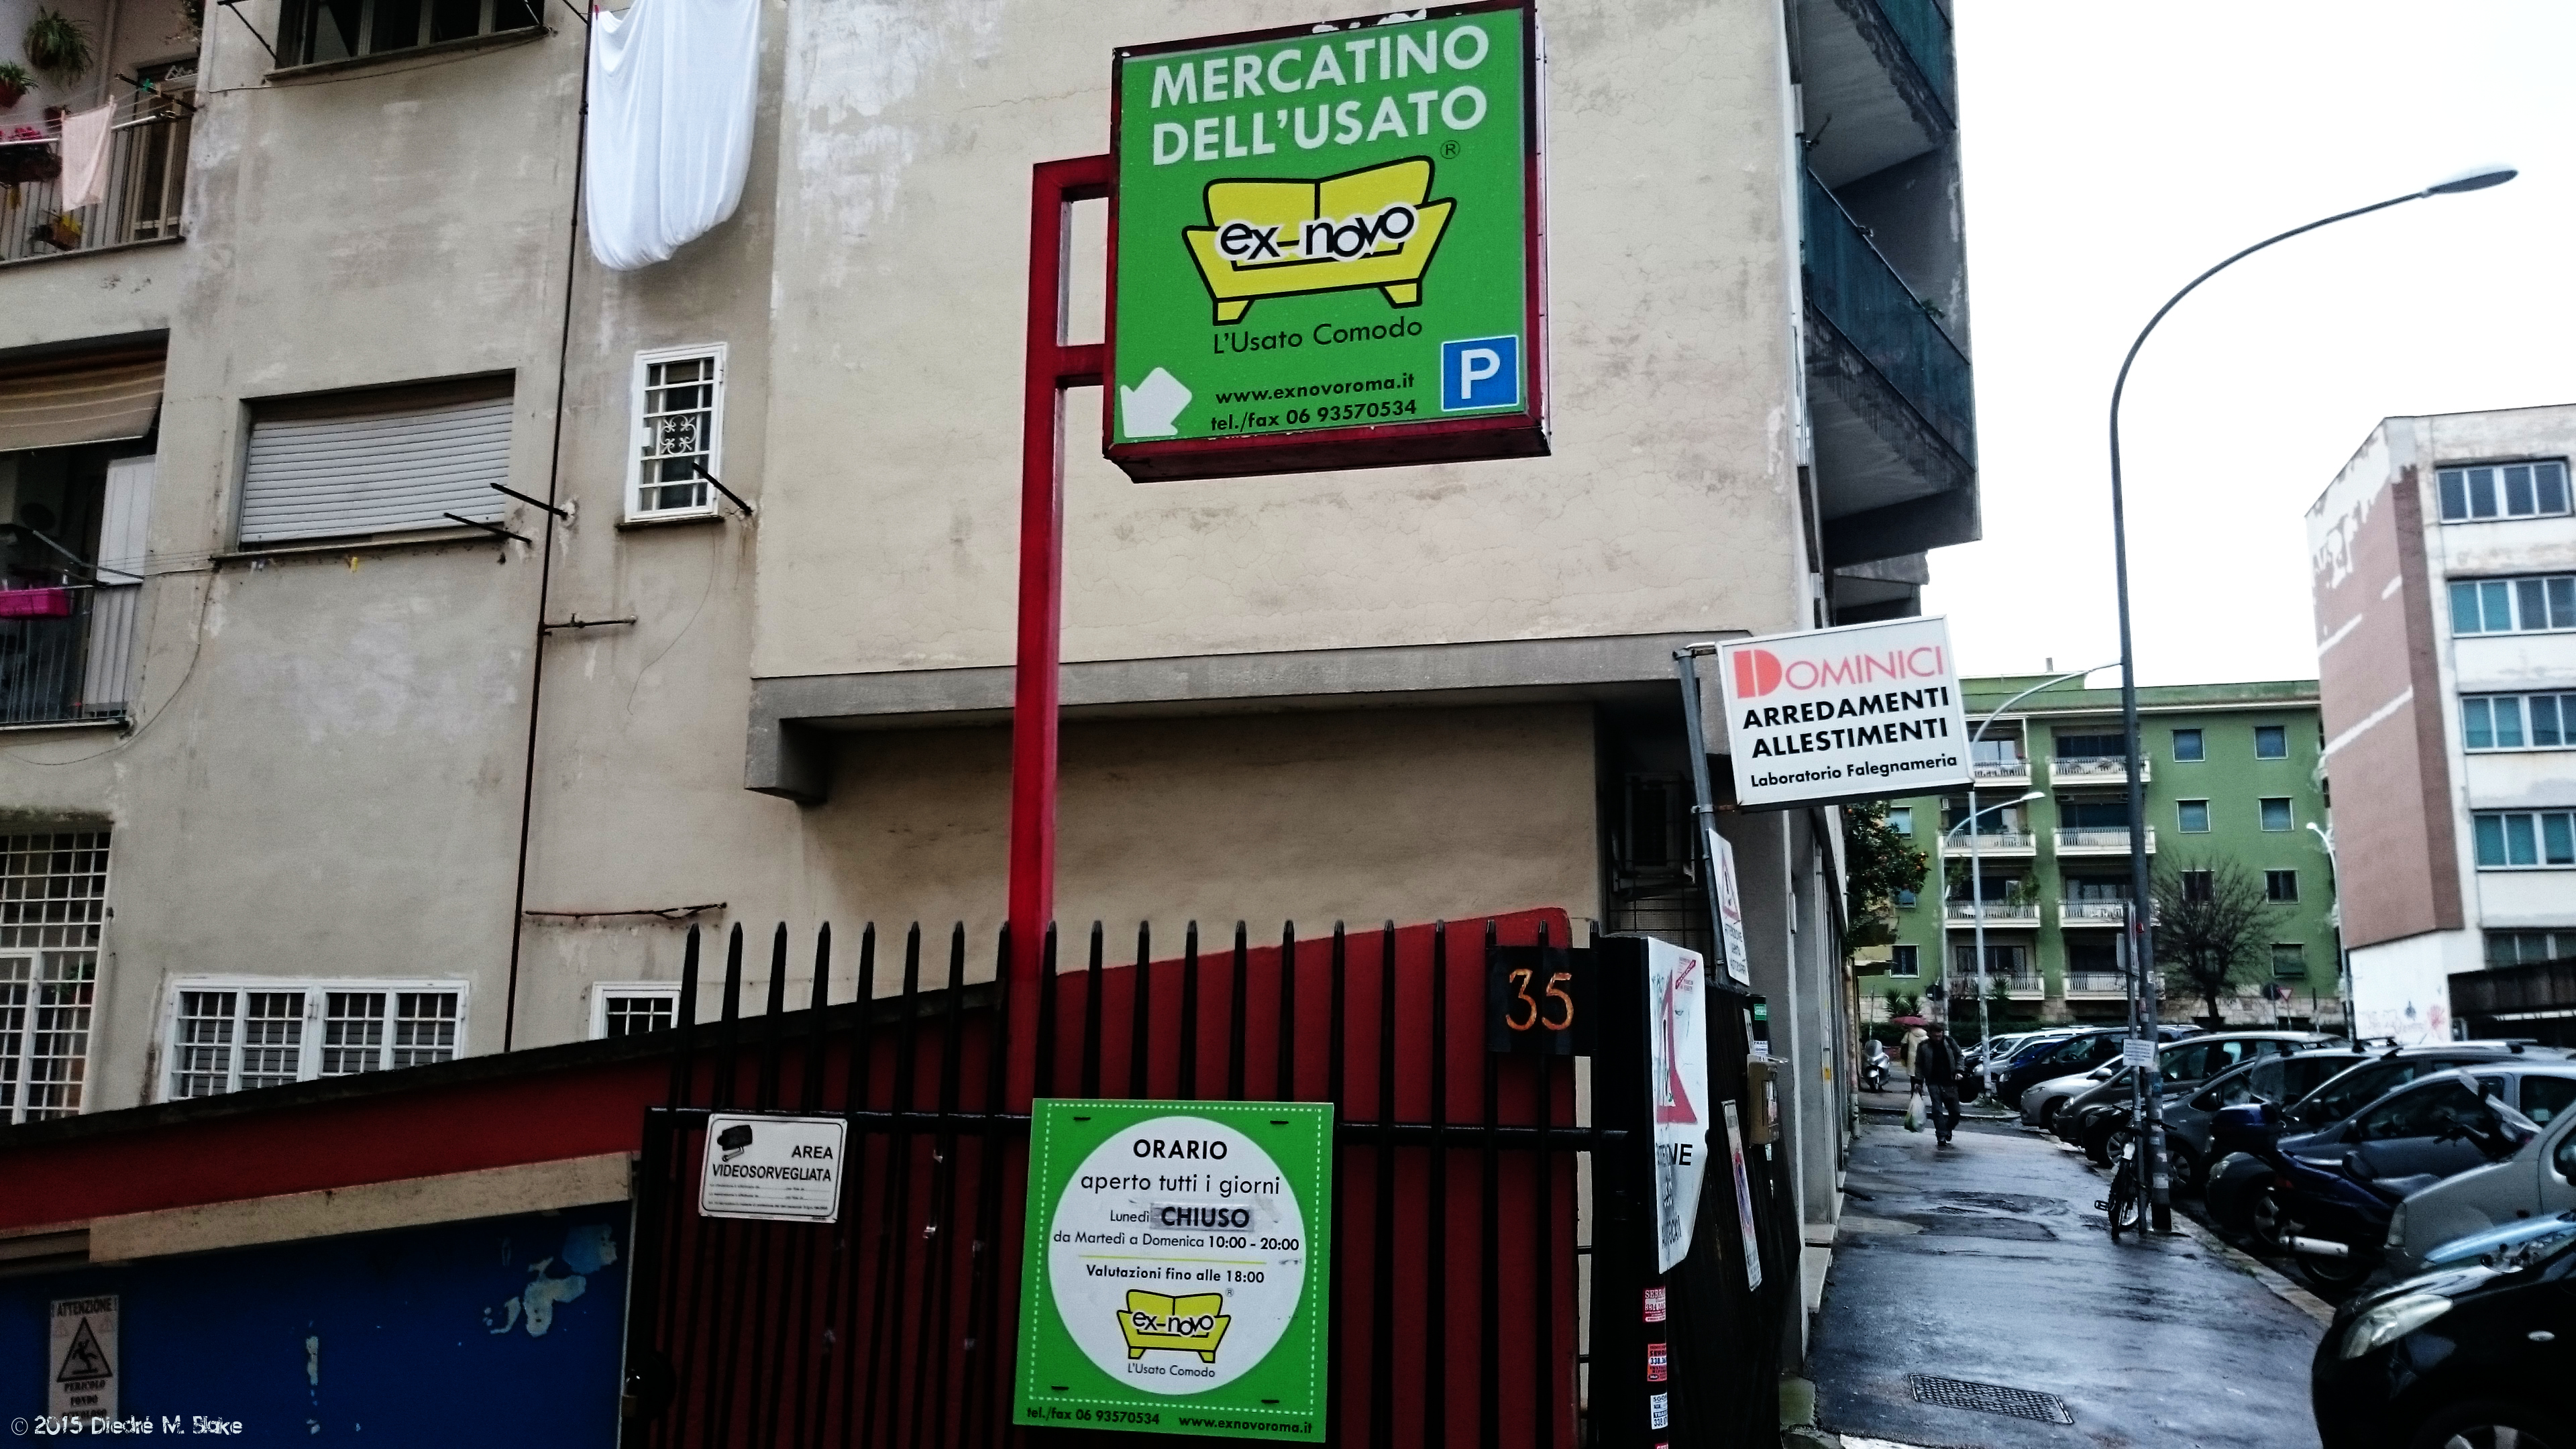 MERCATINO
DELL'USATO
®
ex-novo
L'Usato Comodo
P
www.exnovoroma.it
tel./fax 06 93570534
DOMINICI
ARREDAMENTI
ALLESTIMENTI
Laboratorio Falegnameria
35
AREA
VIDEOSORVEGLIATA
ORARIO
aperto tutti i giorni
Lunedì CHIUSO
da Martedì a Domenica 10:00 - 20:00
Valutazioni fino alle 18:00
®
ex-novo
L'Usato Comodo
tel./fax 06 93570534 www.exnovoroma.it
! ATTENZIONE !
PERICOLO
FONDO
© 2015 Diedré M. Blake